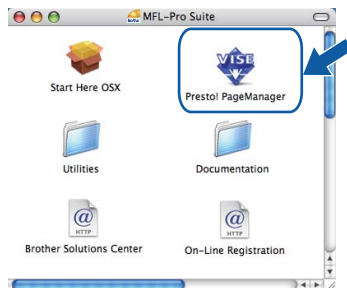 MFL-Pro Suite
Start Here OSX
VISE
Presto! PageManager
Utilities
Documentation
@
HTTP
@
HTTP
Brother Solutions Center
On-Line Registration